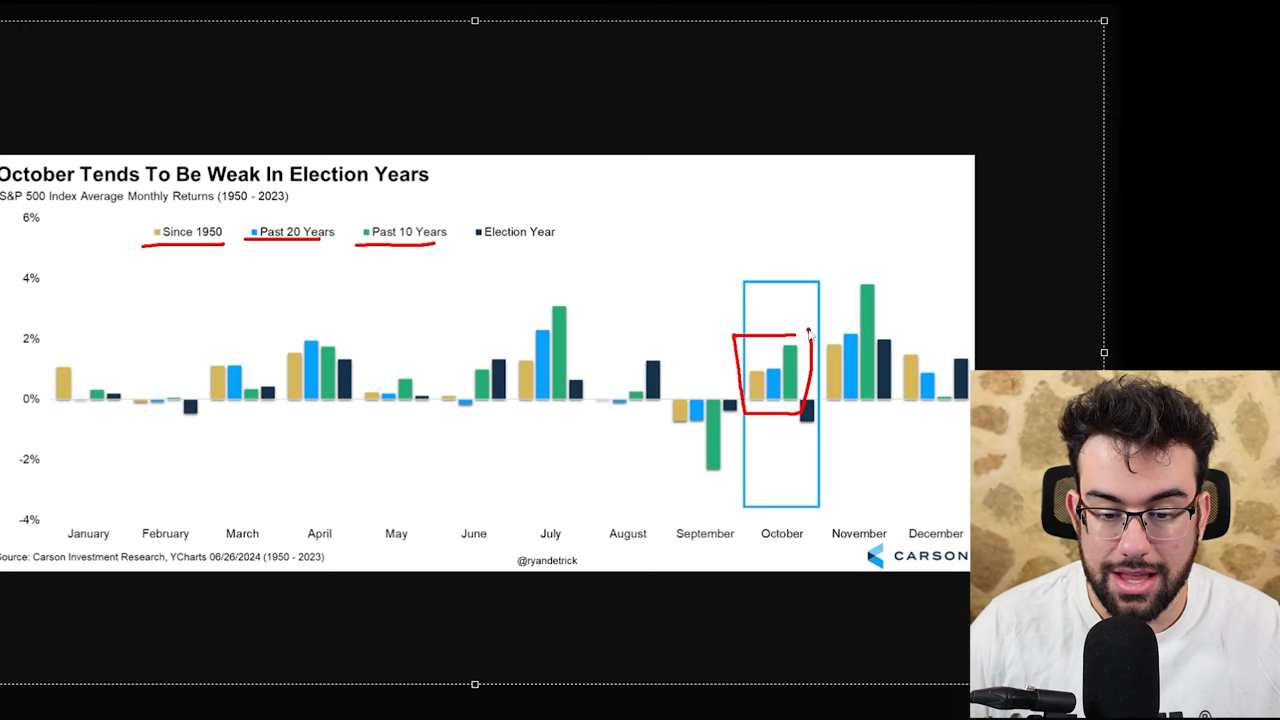 October Tends To Be Weak In Election Years
S&P 500 Index Average Monthly Returns (1950 - 2023)
6%
Since 1950 Past 20 Years Past 10 Years Election Year
4%
2%
0%
-2%
-4%
January February March April May June July August September October November December
Source: Carson Investment Research, YCharts 06/26/2024 (1950 - 2023) @ryandetrick CARSON